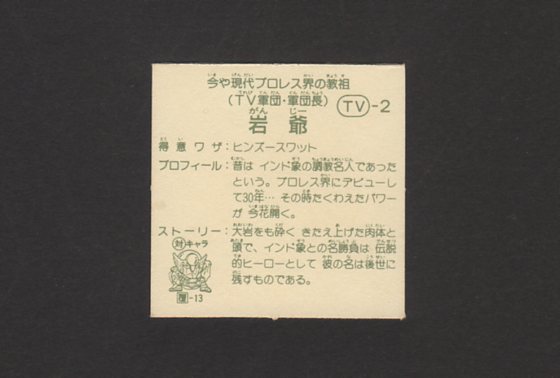 今や現代プロレス界の教祖
(TV軍団・軍団長)
TV-2
岩爺
得意ワザ：ヒンズースワット
プロフィール：昔は インド象の調教名人であった
という。プロレス界にデビューし
て30年… その時たくわえたパワー
が 今花開く。
ストーリー：大岩をも砕く きたえ上げた肉体と
頭で、インド象との名勝負は 伝説
的ヒーローとして 彼の名は後世に
残すものである。
対キャラ
-13